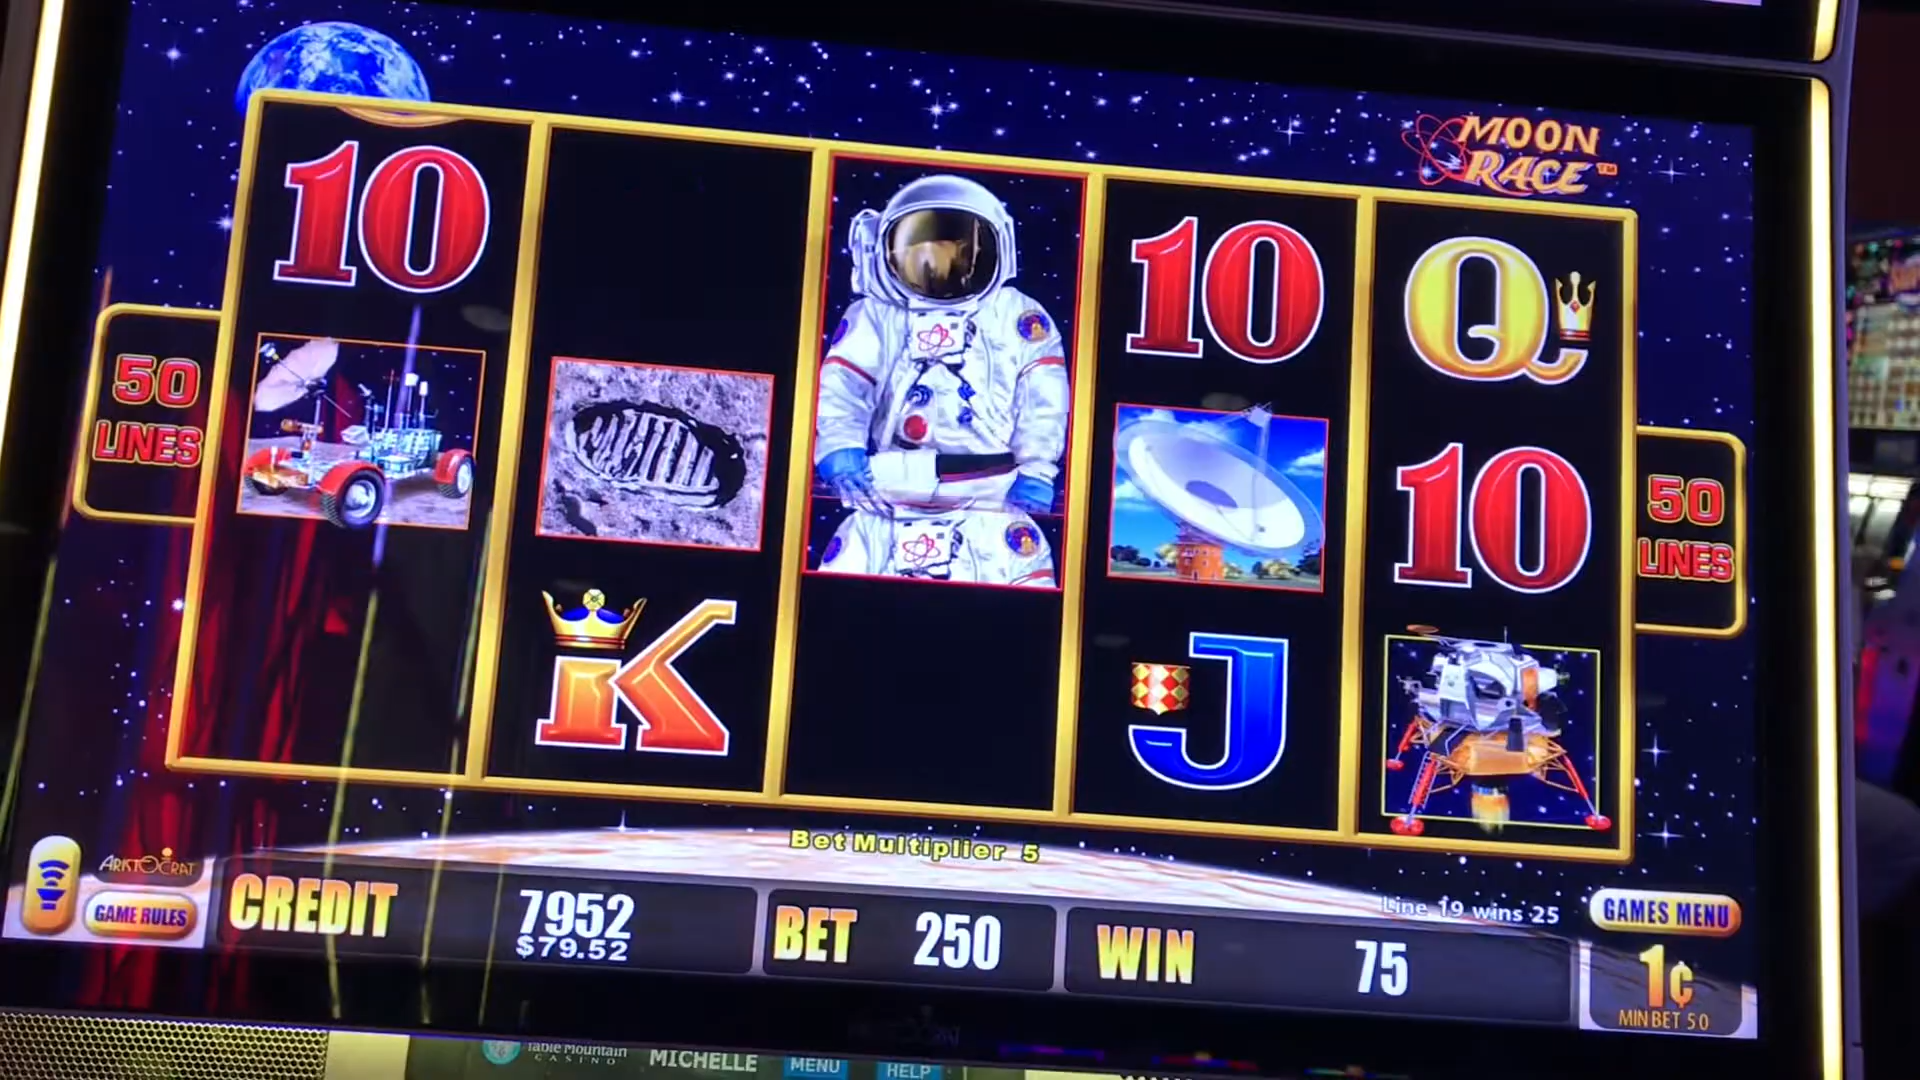 MOON
RACE™
10
10
Q
50
LINES
10
50
LINES
K
J
Bet Multiplier 5
Line 19 wins 25
ARISTOCRAT
GAME RULES
CREDIT
7952
$79.52
BET
250
WIN
75
GAMES MENU
1¢
MIN BET 50
Table Mountain
CASINO
MICHELLE
MENU
HELP